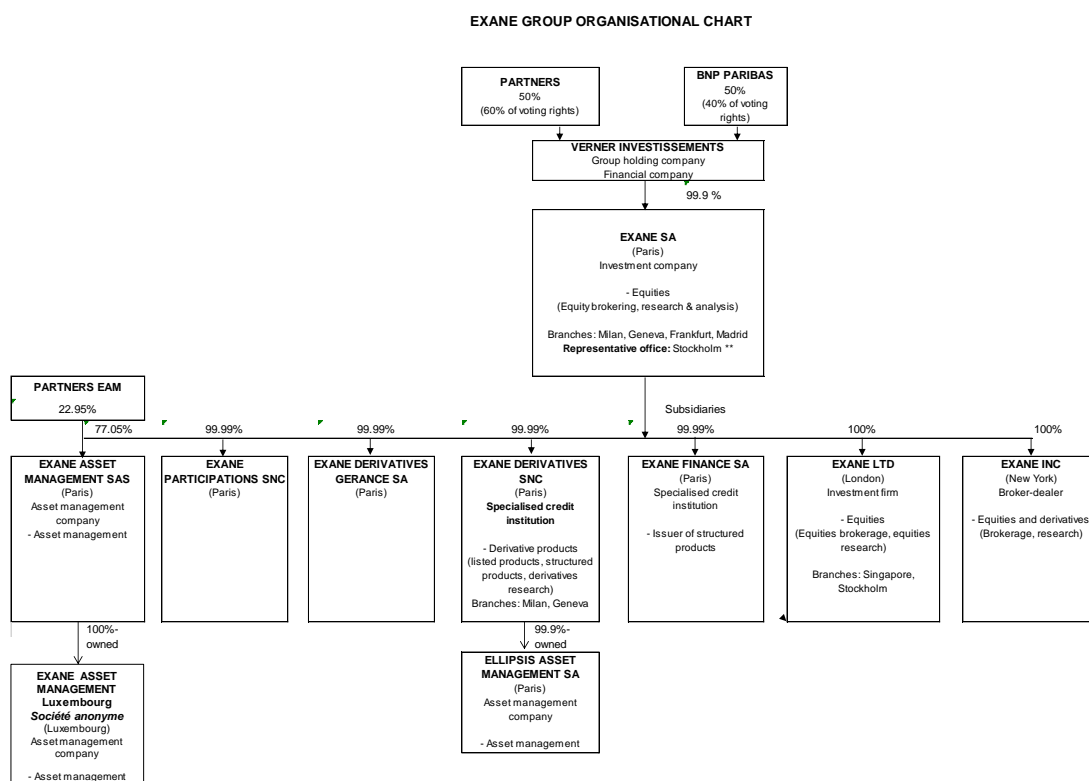 EXANE GROUP ORGANISATIONAL CHART
PARTNERS
50%
(60% of voting rights)
BNP PARIBAS
50%
(40% of voting
rights)
VERNER INVESTISSEMENTS
Group holding company
Financial company
99.9 %
EXANE SA
(Paris)
Investment company
- Equities
(Equity brokering, research & analysis)
Branches: Milan, Geneva, Frankfurt, Madrid
Representative office: Stockholm **
PARTNERS EAM
22.95%
Subsidiaries
77.05%
99.99%
99.99%
99.99%
99.99%
100%
100%
EXANE ASSET
MANAGEMENT SAS
(Paris)
Asset management
company
- Asset management
EXANE
PARTICIPATIONS SNC
(Paris)
EXANE DERIVATIVES
GERANCE SA
(Paris)
EXANE DERIVATIVES
SNC
(Paris)
Specialised credit
institution
- Derivative products
(listed products, structured
products, derivatives
research)
Branches: Milan, Geneva
EXANE FINANCE SA
(Paris)
Specialised credit
institution
- Issuer of structured
products
EXANE LTD
(London)
Investment firm
- Equities
(Equities brokerage, equities
research)
Branches: Singapore,
Stockholm
EXANE INC
(New York)
Broker-dealer
- Equities and derivatives
(Brokerage, research)
100%-
owned
99.9%-
owned
EXANE ASSET
MANAGEMENT
Luxembourg
Société anonyme
(Luxembourg)
Asset management
company
- Asset management
ELLIPSIS ASSET
MANAGEMENT SA
(Paris)
Asset management
company
- Asset management